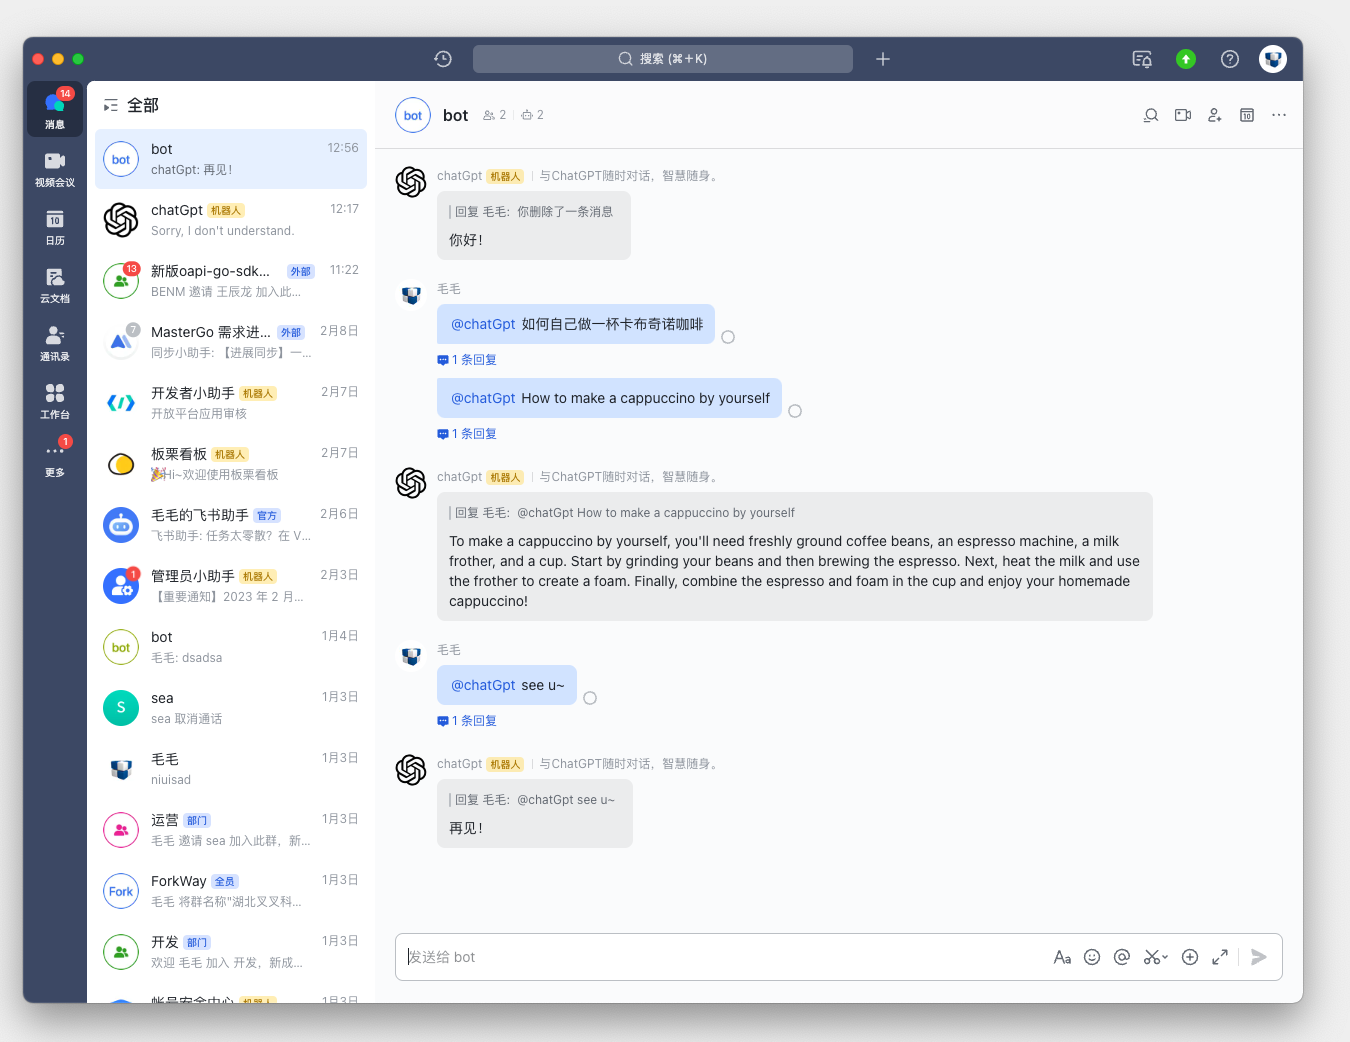 搜索 (⌘+K)
14
消息
视频会议
10
日历
云文档
通讯录
工作台
1
更多
全部
bot
bot
12:56
chatGpt: 再见!
chatGpt 机器人
12:17
Sorry, I don't understand.
13
新版oapi-go-sdk... 外部
11:22
BENM 邀请 王辰龙 加入此...
7
MasterGo 需求进... 外部
2月8日
同步小助手: 【进展同步】一...
开发者小助手 机器人
2月7日
开放平台应用审核
板栗看板 机器人
2月7日
🎉Hi~欢迎使用板栗看板
毛毛的飞书助手 官方
2月6日
飞书助手: 任务太零散? 在 V...
1
管理员小助手 机器人
2月3日
【重要通知】2023 年 2 月...
bot
bot
1月4日
毛毛: dsadsa
S
sea
1月3日
sea 取消通话
毛毛
1月3日
niuisad
运营 部门
1月3日
毛毛 邀请 sea 加入此群，新...
Fork
ForkWay 全员
1月3日
毛毛 将群名称"湖北叉叉科...
开发 部门
1月3日
欢迎 毛毛 加入 开发，新成...
帐号安全中心 机器人
1月3日
bot
bot 2 2
10
chatGpt 机器人 与ChatGPT随时对话，智慧随身。
回复 毛毛: 你删除了一条消息
你好!
毛毛
@chatGpt 如何自己做一杯卡布奇诺咖啡
1 条回复
@chatGpt How to make a cappuccino by yourself
1 条回复
chatGpt 机器人 与ChatGPT随时对话，智慧随身。
回复 毛毛: @chatGpt How to make a cappuccino by yourself
To make a cappuccino by yourself, you'll need freshly ground coffee beans, an espresso machine, a milk
frother, and a cup. Start by grinding your beans and then brewing the espresso. Next, heat the milk and use
the frother to create a foam. Finally, combine the espresso and foam in the cup and enjoy your homemade
cappuccino!
毛毛
@chatGpt see u~
1 条回复
chatGpt 机器人 与ChatGPT随时对话，智慧随身。
回复 毛毛: @chatGpt see u~
再见!
发送给 bot
Aa